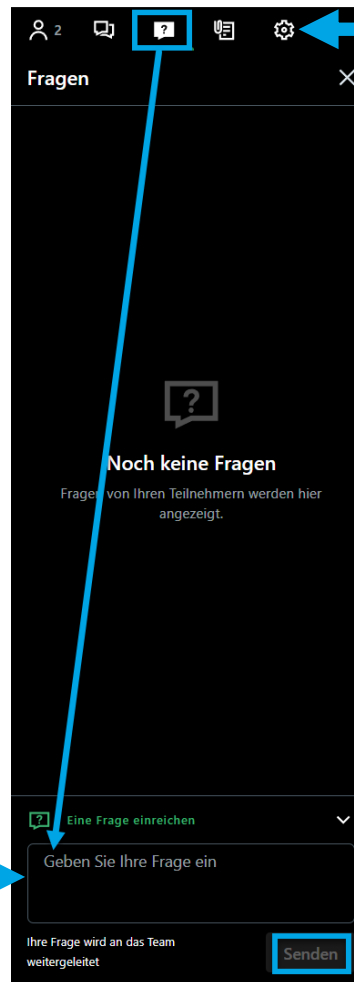 2
Fragen
Noch keine Fragen
Fragen von Ihren Teilnehmern werden hier
angezeigt.
Eine Frage einreichen
Geben Sie Ihre Frage ein
Ihre Frage wird an das Team
weitergeleitet
Senden